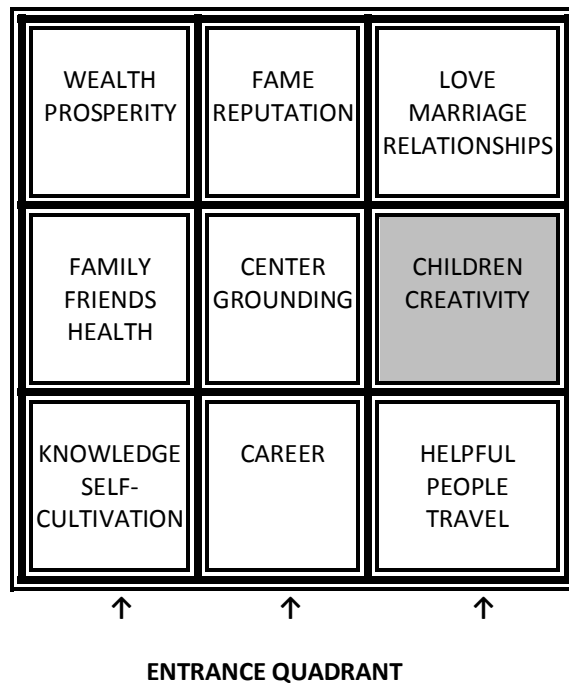 WEALTH
PROSPERITY
FAME
REPUTATION
LOVE
MARRIAGE
RELATIONSHIPS
FAMILY
FRIENDS
HEALTH
CENTER
GROUNDING
CHILDREN
CREATIVITY
KNOWLEDGE
SELF-
CULTIVATION
CAREER
HELPFUL
PEOPLE
TRAVEL
↑ ↑ ↑
ENTRANCE QUADRANT